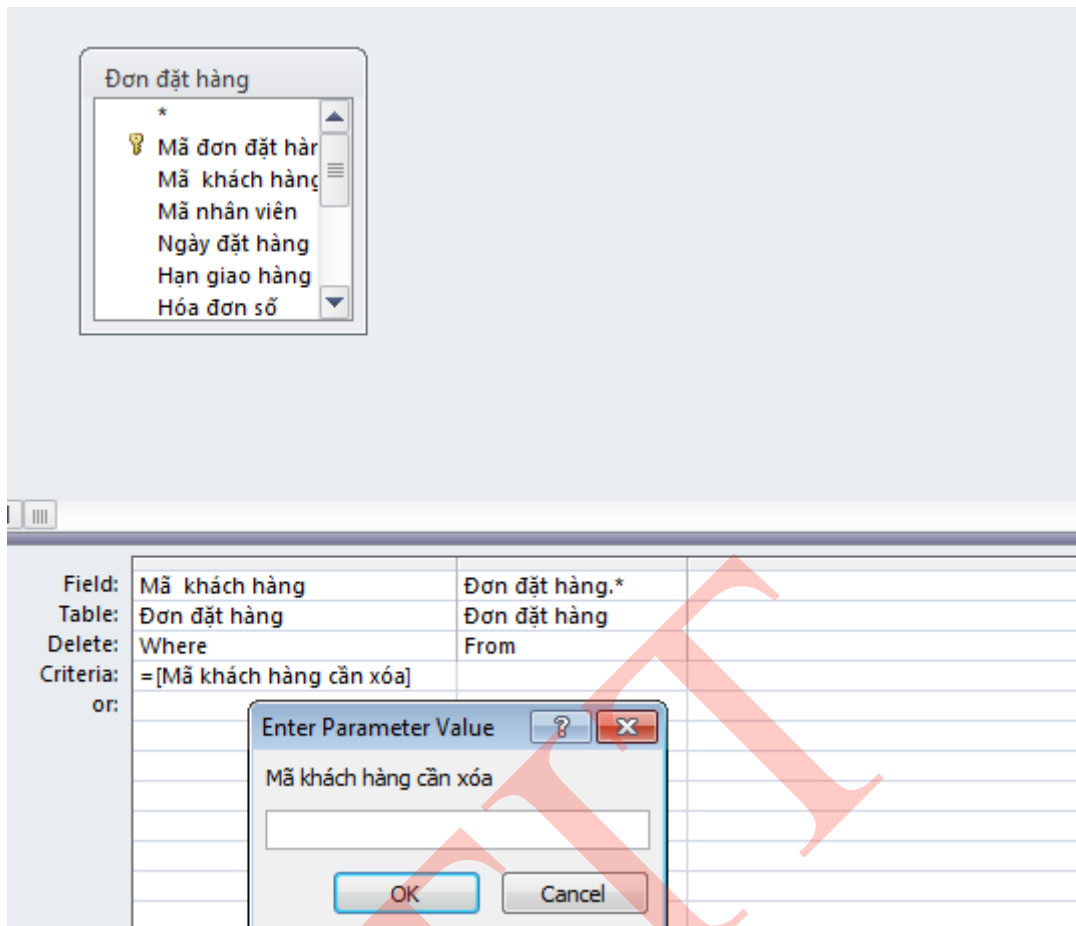 Đơn đặt hàng
*
Mã đơn đặt hàn
Mã  khách hàng
Mã nhân viên
Ngày đặt hàng
Hạn giao hàng
Hóa đơn số
Field: Mã  khách hàng Đơn đặt hàng.*
Table: Đơn đặt hàng Đơn đặt hàng
Delete: Where From
Criteria: =[Mã khách hàng cần xóa]
or:
Enter Parameter Value ?
Mã khách hàng cần xóa
OK Cancel